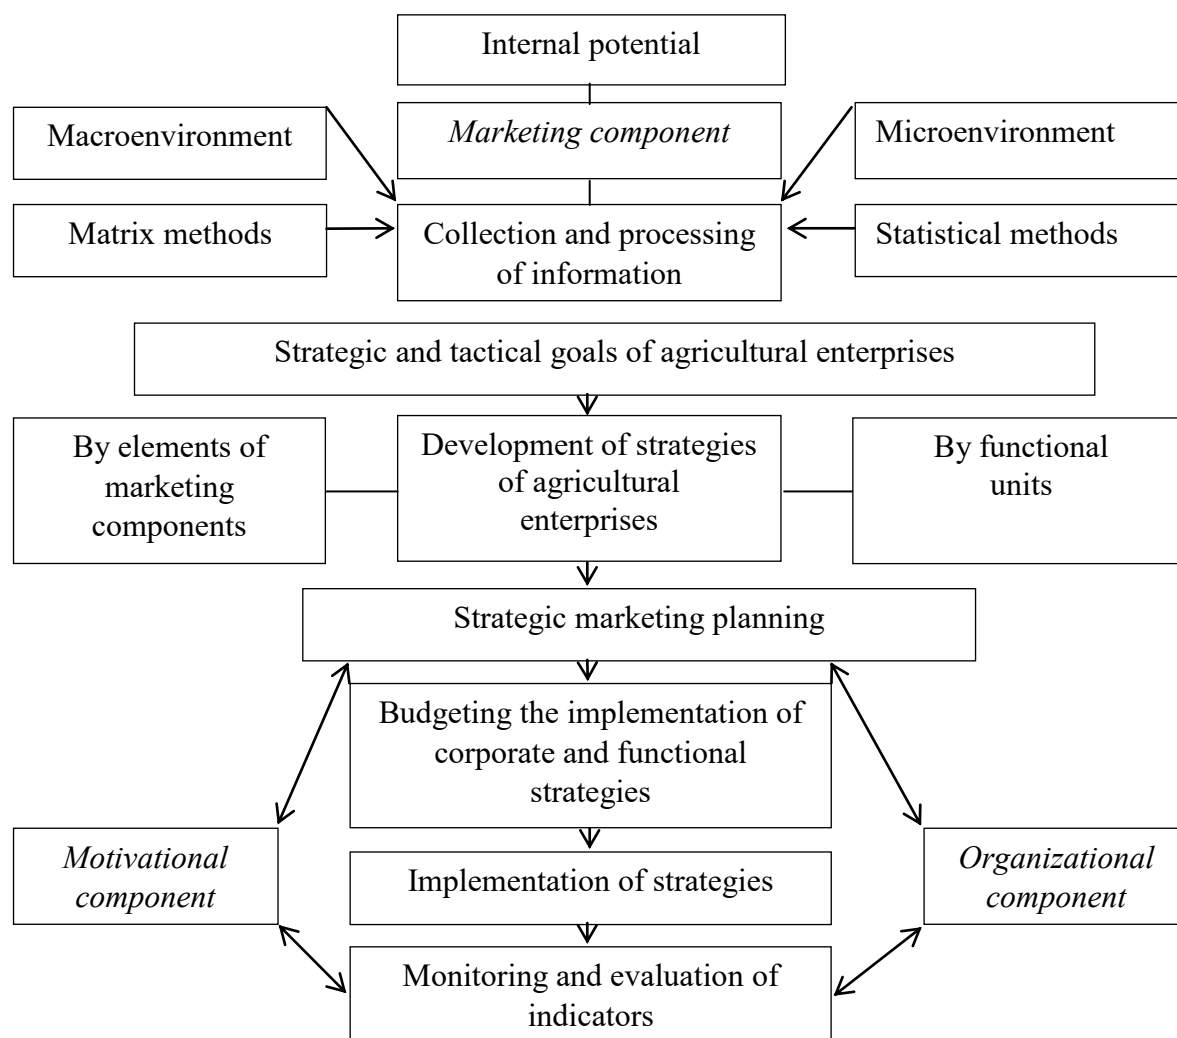 Internal potential
Macroenvironment
Marketing component
Microenvironment
Matrix methods
Collection and processing
of information
Statistical methods
Strategic and tactical goals of agricultural enterprises
By elements of
marketing
components
Development of strategies
of agricultural
enterprises
By functional
units
Strategic marketing planning
Budgeting the implementation of
corporate and functional
strategies
Motivational
component
Implementation of strategies
Organizational
component
Monitoring and evaluation of
indicators